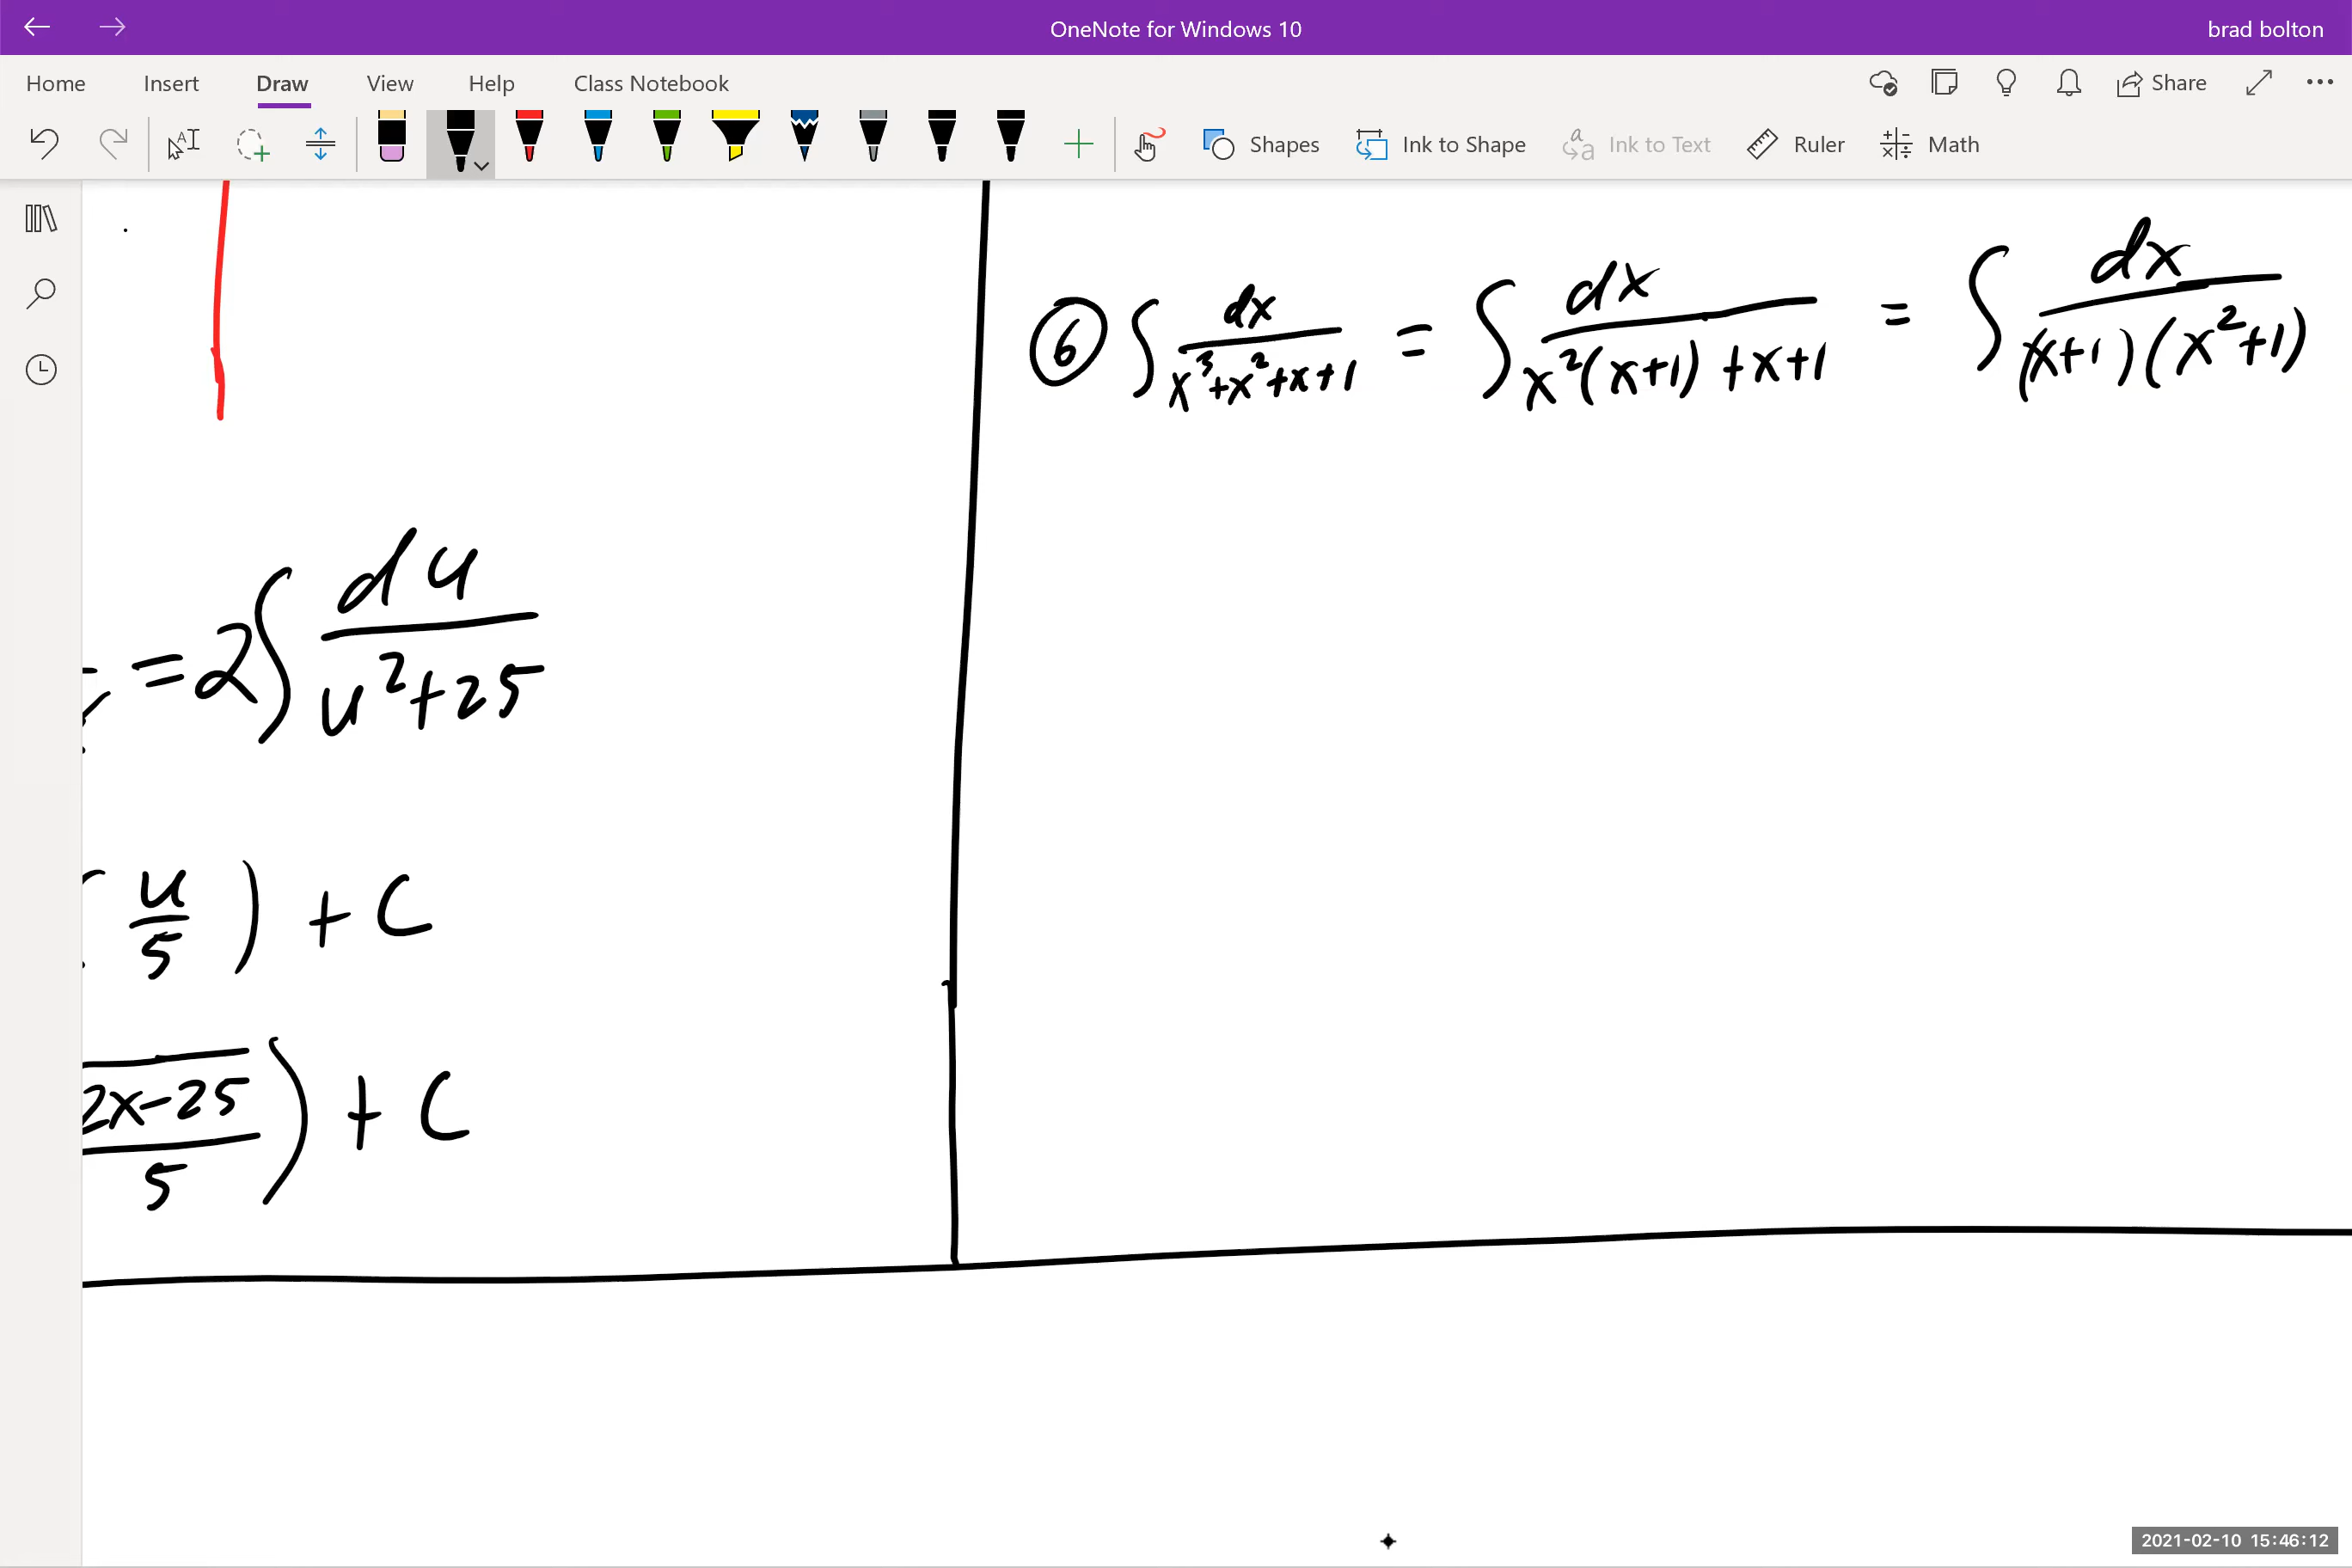 OneNote for Windows 10
brad bolton
Home Insert Draw View Help Class Notebook
Share
Shapes Ink to Shape Ink to Text Ruler Math
⑥ ∫ dx/(x³+x²+x+1) = ∫ dx/(x²(x+1)+x+1) = ∫ dx/((x+1)(x²+1))
= 2∫ du/(u²+25)
( u/5 ) + C
2x-25/5 ) + C
2021-02-10 15:46:12